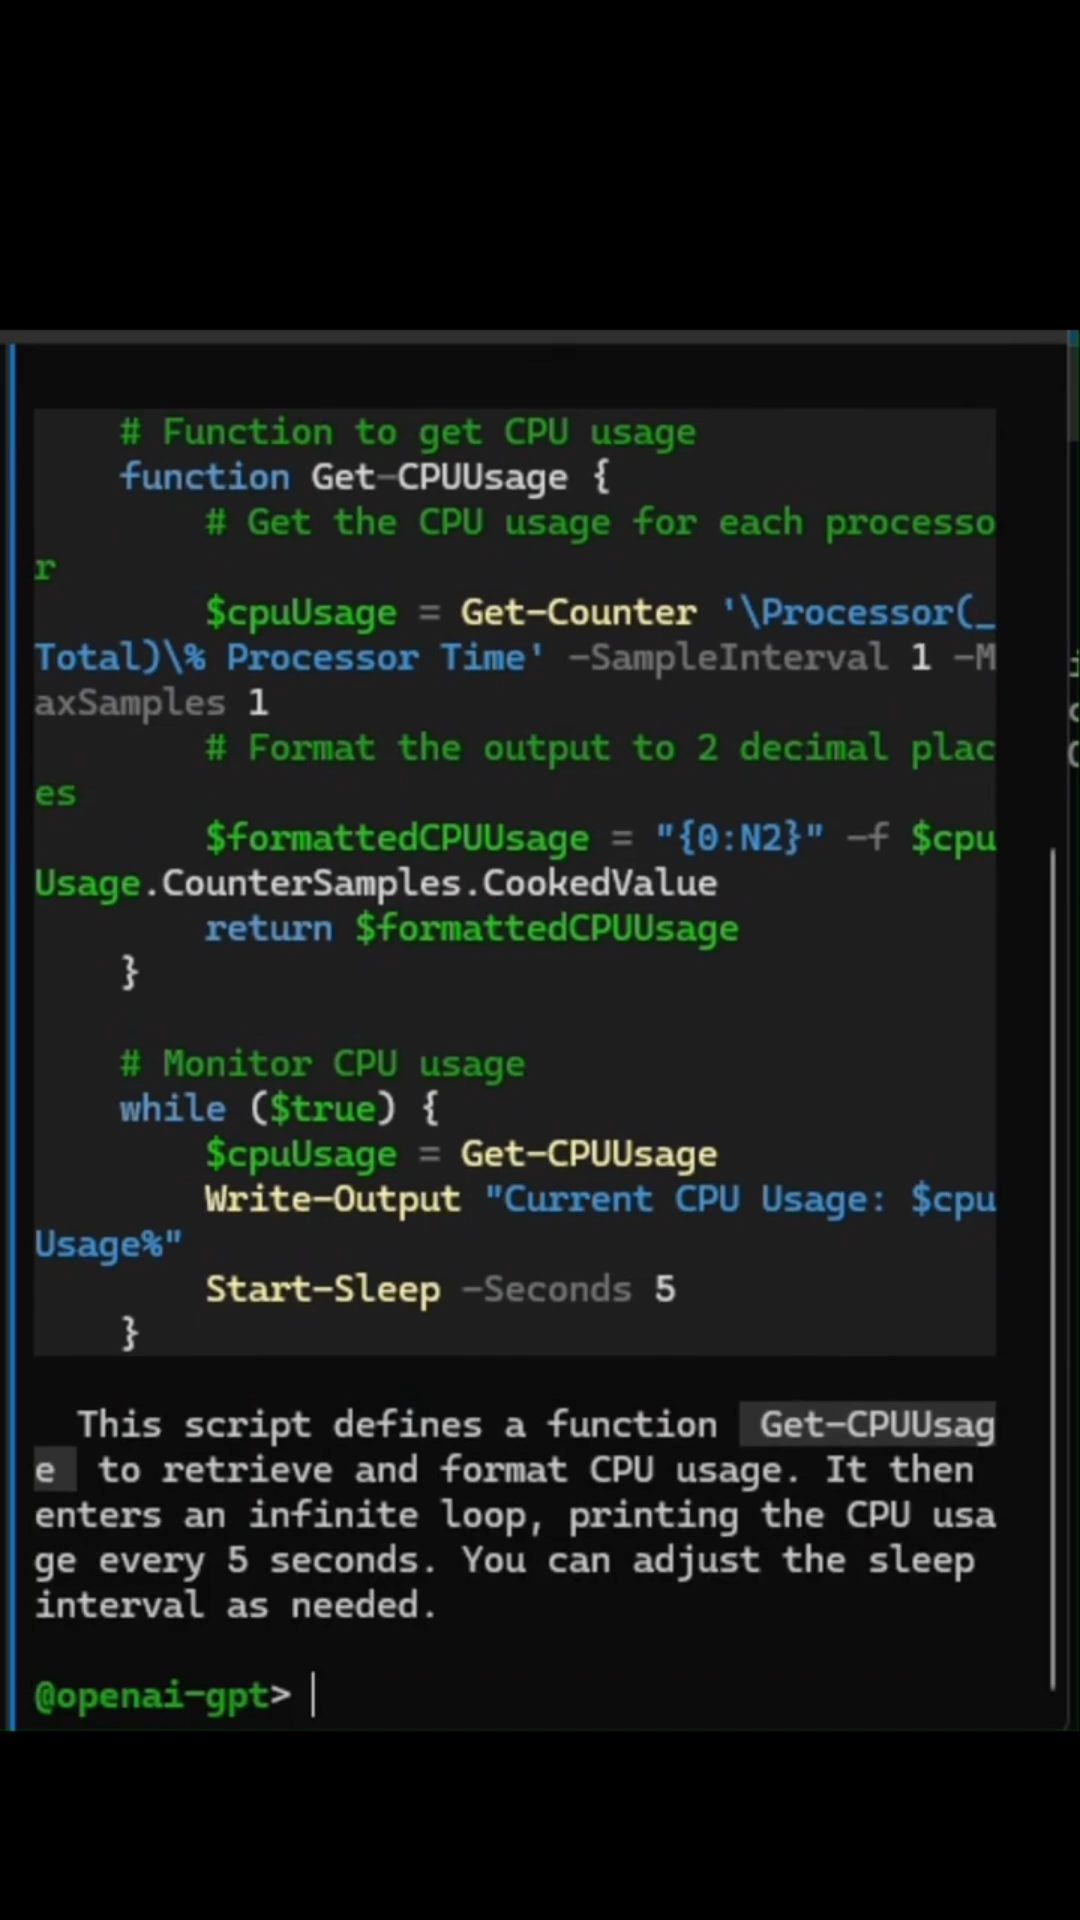 # Function to get CPU usage
function Get-CPUUsage {
# Get the CPU usage for each processo
r
$cpuUsage = Get-Counter '\Processor(_
Total)\% Processor Time' -SampleInterval 1 -M
axSamples 1
# Format the output to 2 decimal plac
es
$formattedCPUUsage = "{0:N2}" -f $cpu
Usage.CounterSamples.CookedValue
return $formattedCPUUsage
}
# Monitor CPU usage
while ($true) {
$cpuUsage = Get-CPUUsage
Write-Output "Current CPU Usage: $cpu
Usage%"
Start-Sleep -Seconds 5
}
This script defines a function Get-CPUUsag
e to retrieve and format CPU usage. It then
enters an infinite loop, printing the CPU usa
ge every 5 seconds. You can adjust the sleep
interval as needed.
@openai-gpt>